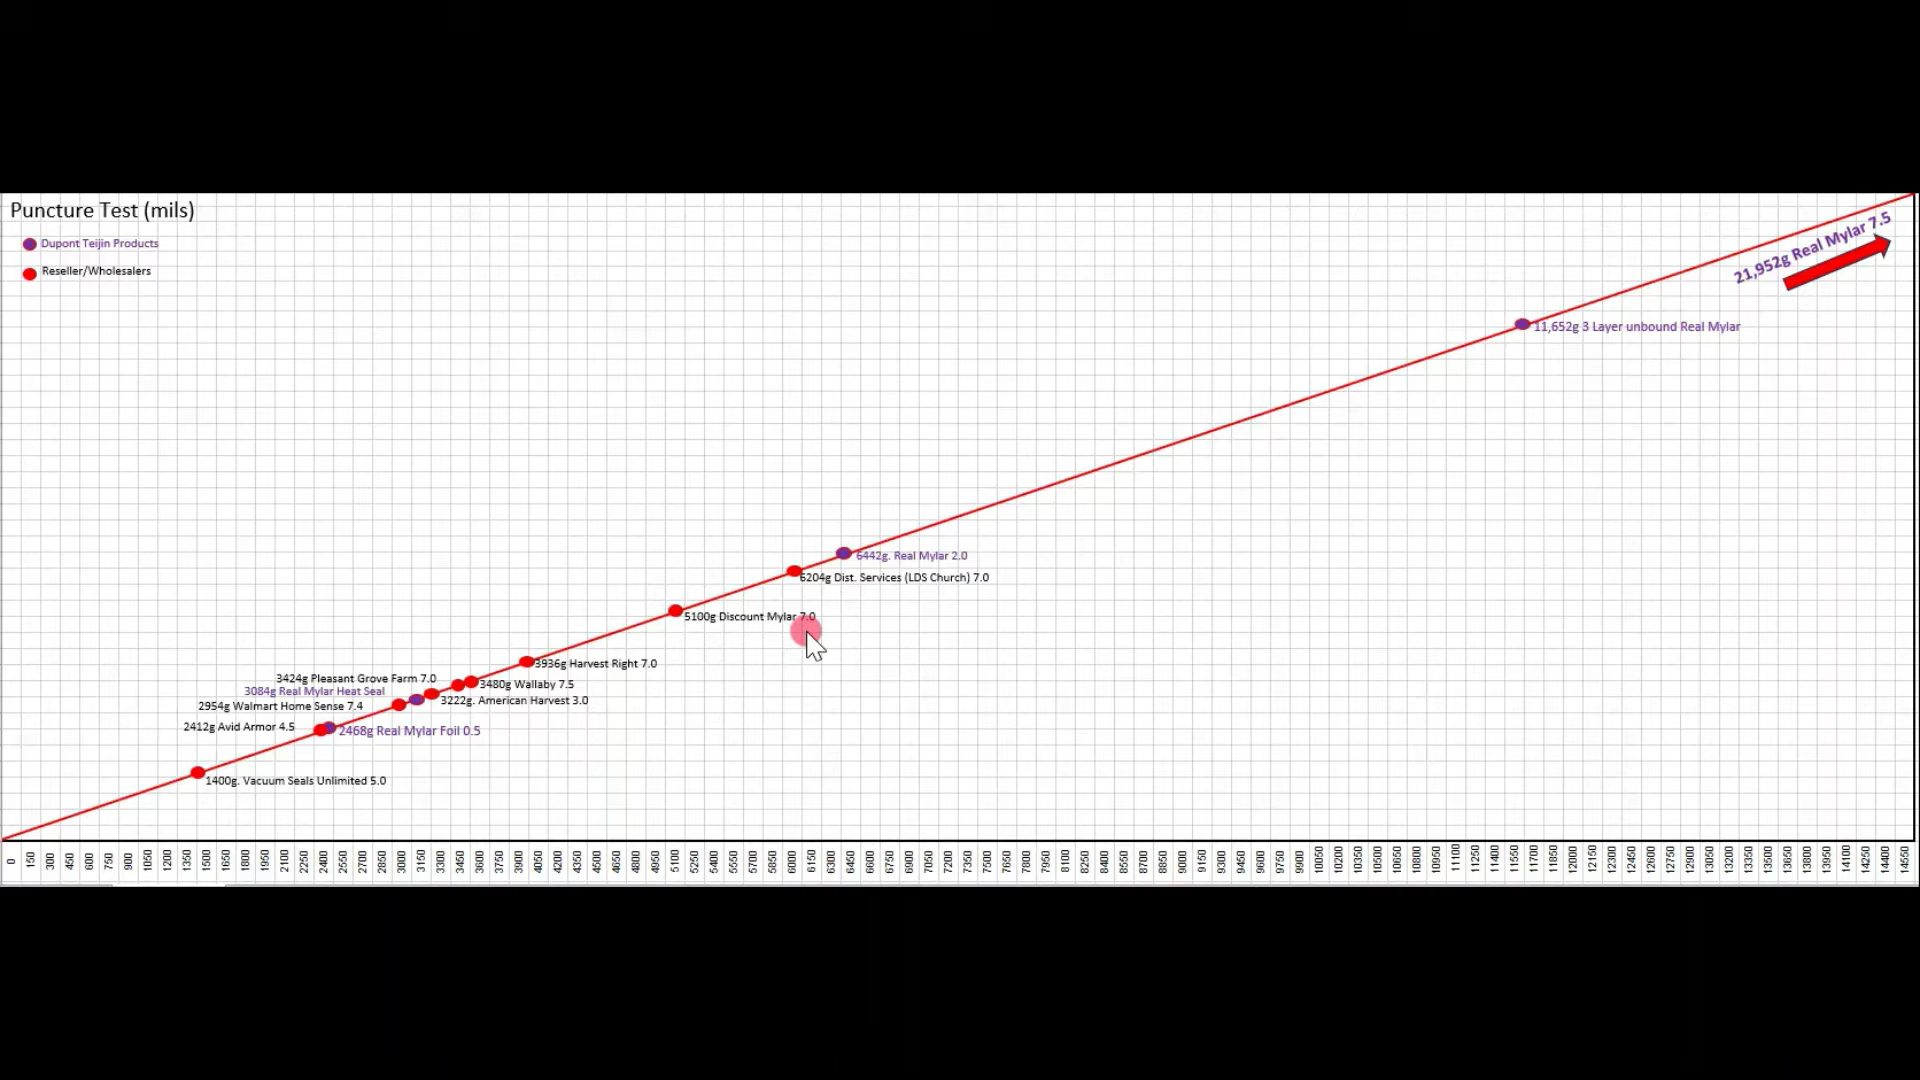 Puncture Test (mils)
Dupont Teijin Products
Reseller/Wholesalers
21,952g Real Mylar 7.5
11,652g 3 Layer unbound Real Mylar
6442g. Real Mylar 2.0
6204g Dist. Services (LDS Church) 7.0
5100g Discount Mylar 7.0
3936g Harvest Right 7.0
3424g Pleasant Grove Farm 7.0
3480g Wallaby 7.5
3084g Real Mylar Heat Seal
3222g. American Harvest 3.0
2954g Walmart Home Sense 7.4
2412g Avid Armor 4.5
2468g Real Mylar Foil 0.5
1400g. Vacuum Seals Unlimited 5.0
0 150 300 450 600 750 900 1050 1200 1350 1500 1650 1800 1950 2100 2250 2400 2550 2700 2850 3000 3150 3300 3450 3600 3750 3900 4050 4200 4350 4500 4650 4800 4950 5100 5250 5400 5550 5700 5850 6000 6150 6300 6450 6600 6750 6900 7050 7200 7350 7500 7650 7800 7950 8100 8250 8400 8550 8700 8850 9000 9150 9300 9450 9600 9750 9900 10050 10200 10350 10500 10650 10800 10950 11100 11250 11400 11550 11700 11850 12000 12150 12300 12450 12600 12750 12900 13050 13200 13350 13500 13650 13800 13950 14100 14250 14400 14550